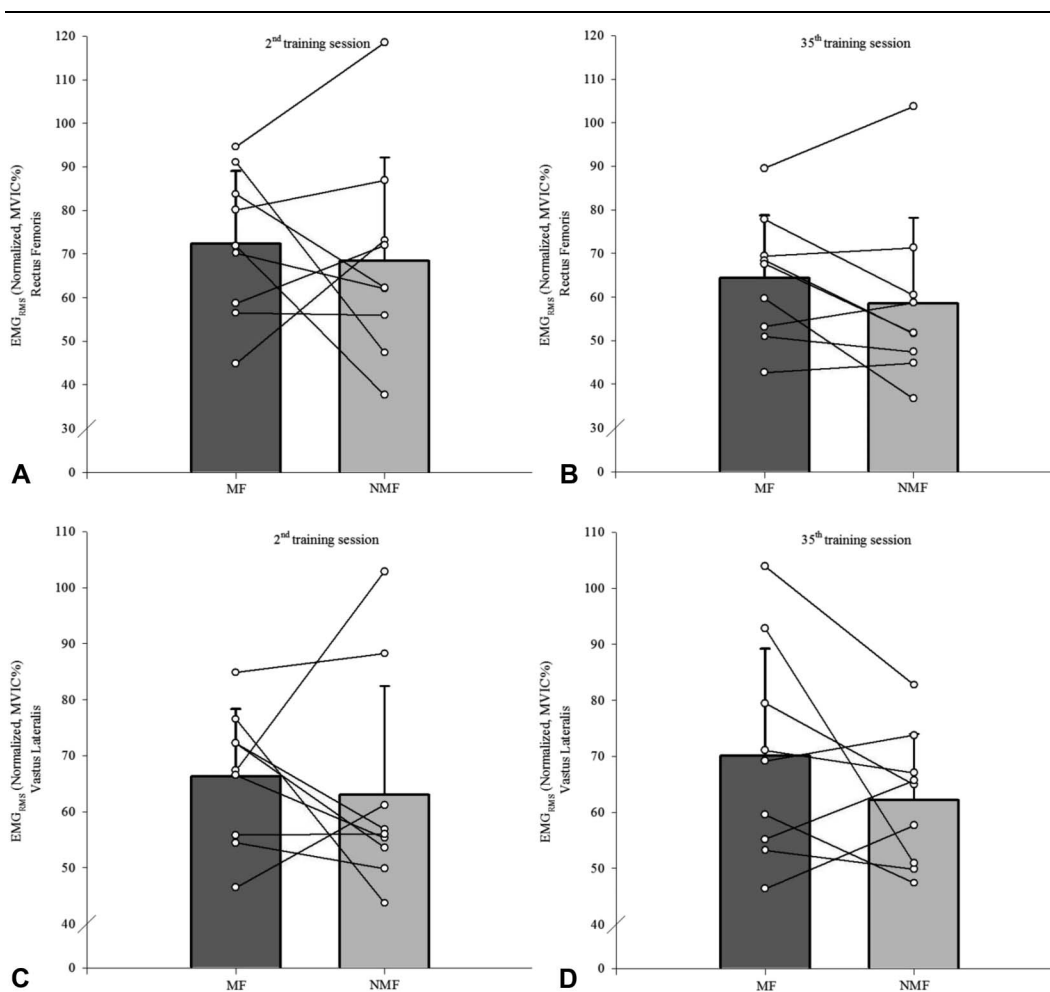 2nd training session
120
110
100
90
80
70
60
50
40
30
0
EMGRMS (Normalized, MVIC%)
Rectus Femoris
MF
NMF
A
35th training session
120
110
100
90
80
70
60
50
40
30
0
EMGRMS (Normalized, MVIC%)
Rectus Femoris
MF
NMF
B
2nd training session
110
100
90
80
70
60
50
40
0
EMGRMS (Normalized, MVIC%)
Vastus Lateralis
MF
NMF
C
35th training session
110
100
90
80
70
60
50
40
0
EMGRMS (Normalized, MVIC%)
Vastus Lateralis
MF
NMF
D